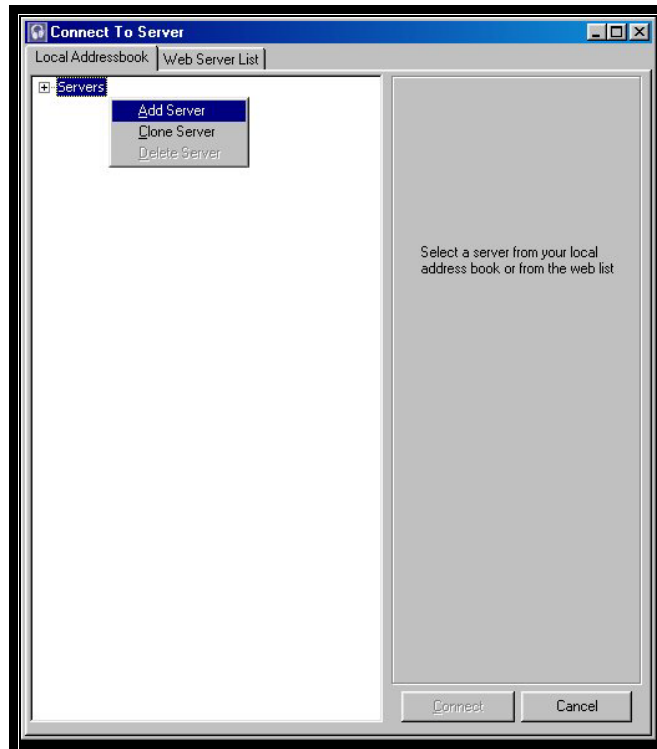 Connect To Server
Local Addressbook Web Server List
Servers
Add Server
Clone Server
Delete Server
Select a server from your local
address book or from the web list
Connect Cancel